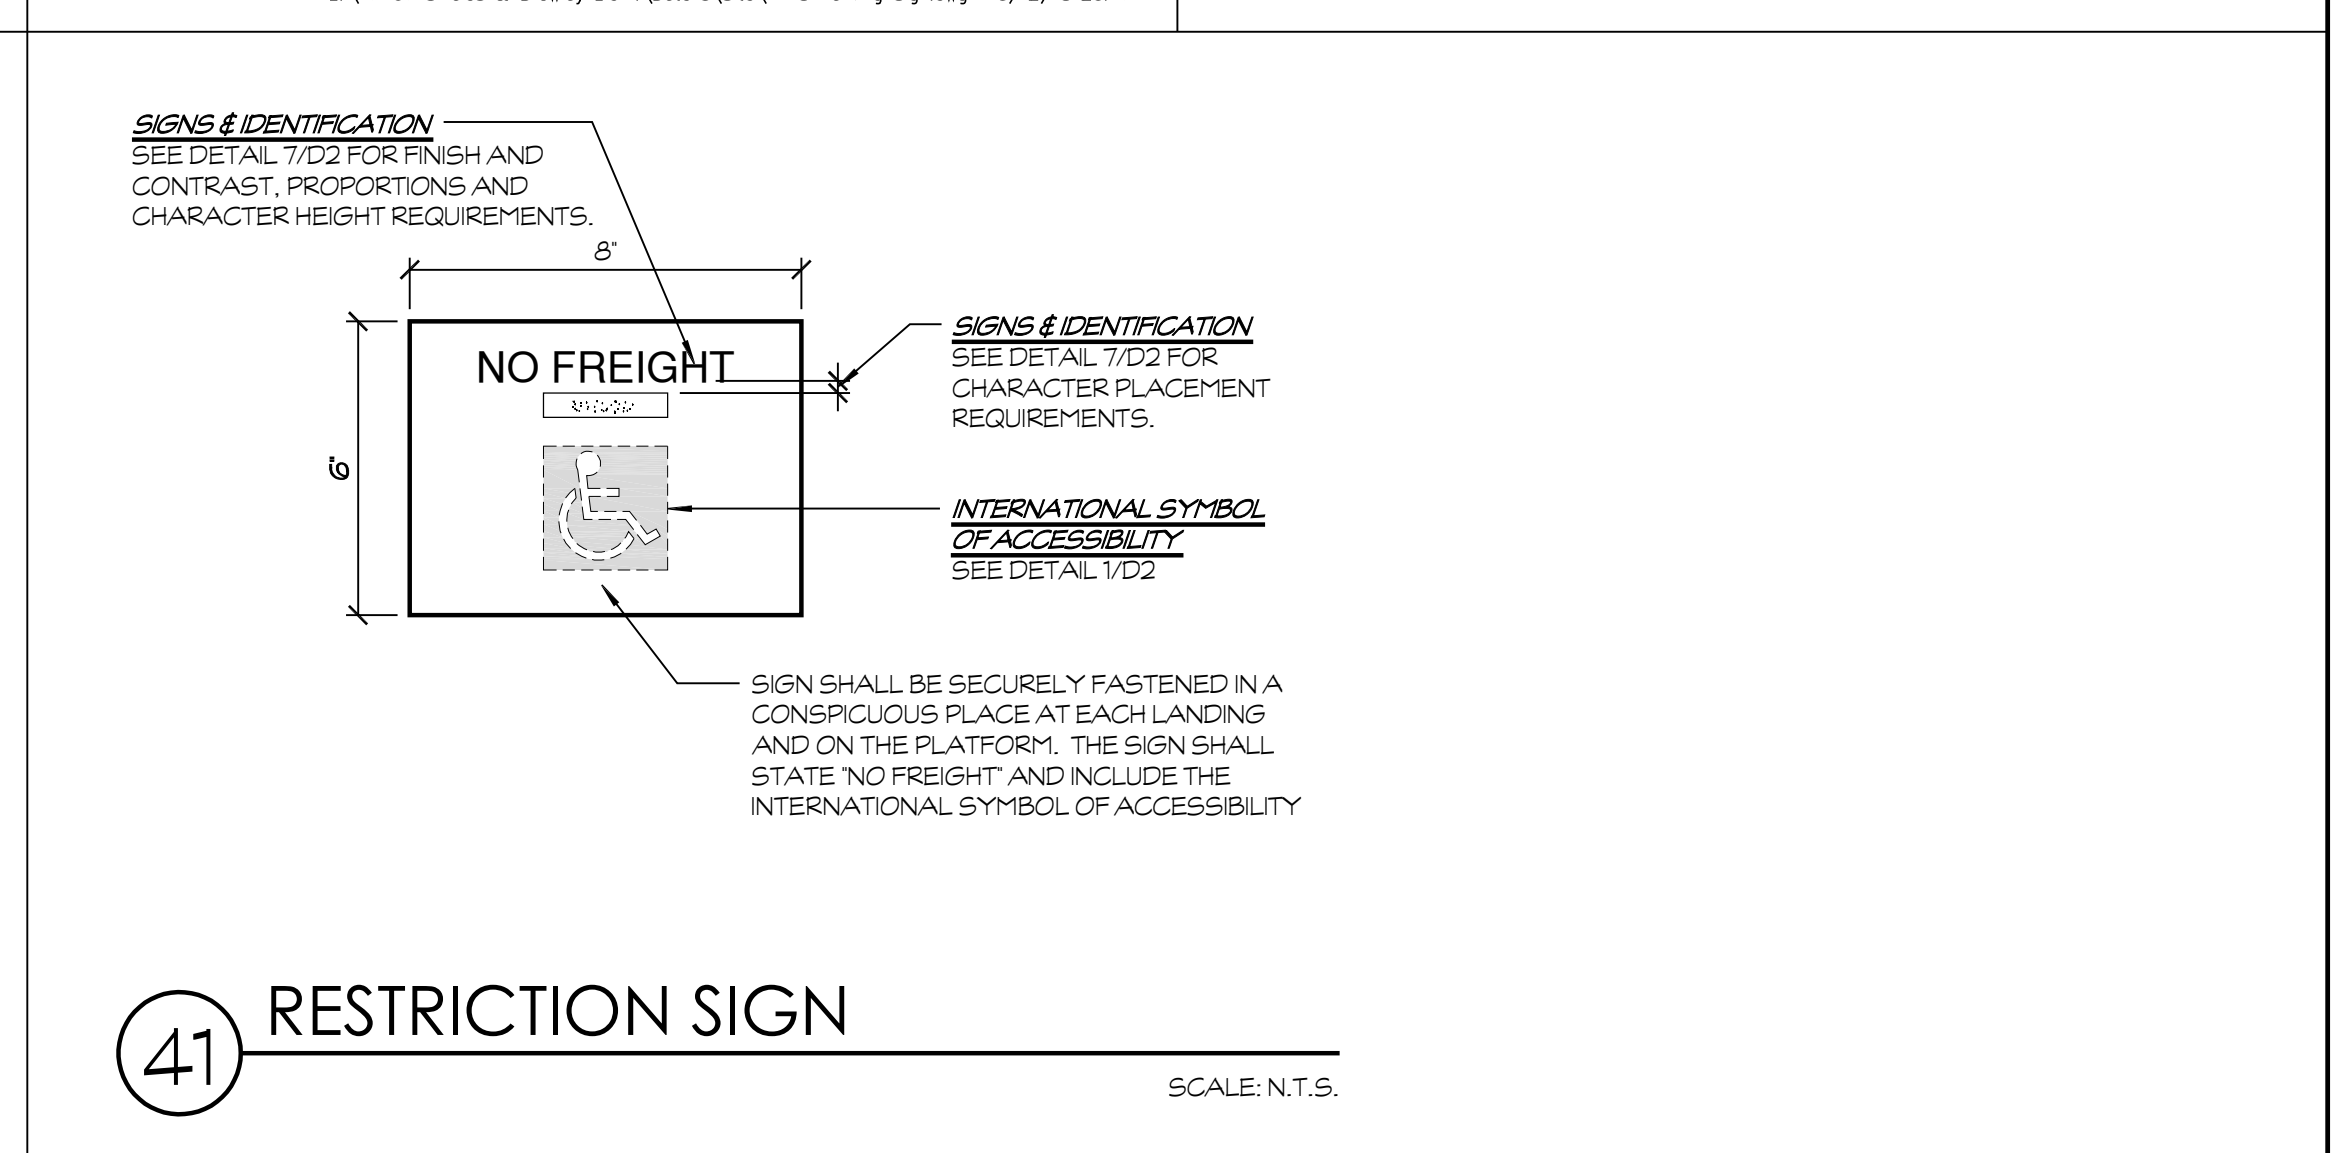 SIGNS & IDENTIFICATION
SEE DETAIL 7/D2 FOR FINISH AND
CONTRAST, PROPORTIONS AND
CHARACTER HEIGHT REQUIREMENTS.
8"
6"
NO FREIGHT
SIGNS & IDENTIFICATION
SEE DETAIL 7/D2 FOR
CHARACTER PLACEMENT
REQUIREMENTS.
INTERNATIONAL SYMBOL
OF ACCESSIBILITY
SEE DETAIL 1/D2
SIGN SHALL BE SECURELY FASTENED IN A
CONSPICUOUS PLACE AT EACH LANDING
AND ON THE PLATFORM. THE SIGN SHALL
STATE "NO FREIGHT" AND INCLUDE THE
INTERNATIONAL SYMBOL OF ACCESSIBILITY
41
RESTRICTION SIGN
SCALE: N.T.S.